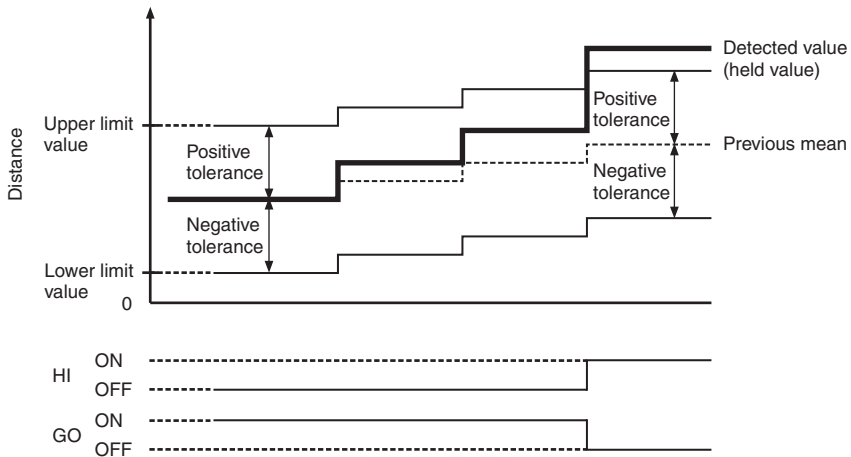 Distance
Upper limit
value
Lower limit
value
0
Positive
tolerance
Negative
tolerance
Positive
tolerance
Negative
tolerance
Detected value
(held value)
Previous mean
HI
ON
OFF
GO
ON
OFF